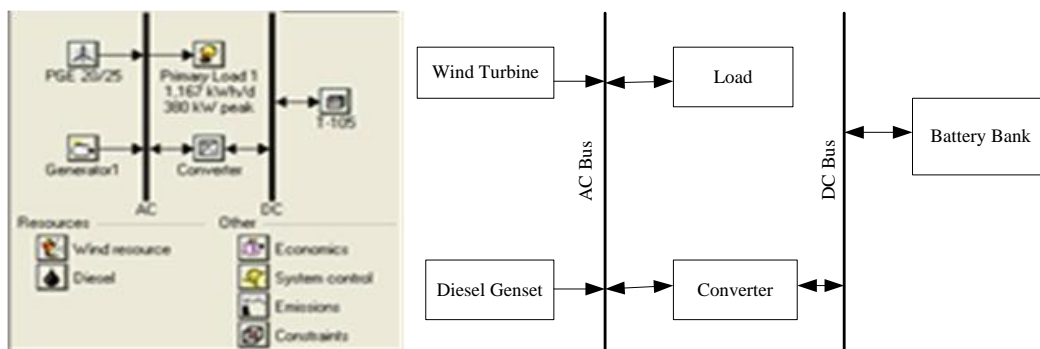 PGE 20/25
Primary Load 1
1,167 kWh/d
380 kW peak
T-105
Generator1
Converter
AC
DC
Resources
Other
Wind resource
Economics
Diesel
System control
Emissions
Constraints
Wind Turbine
Load
AC Bus
DC Bus
Battery Bank
Diesel Genset
Converter